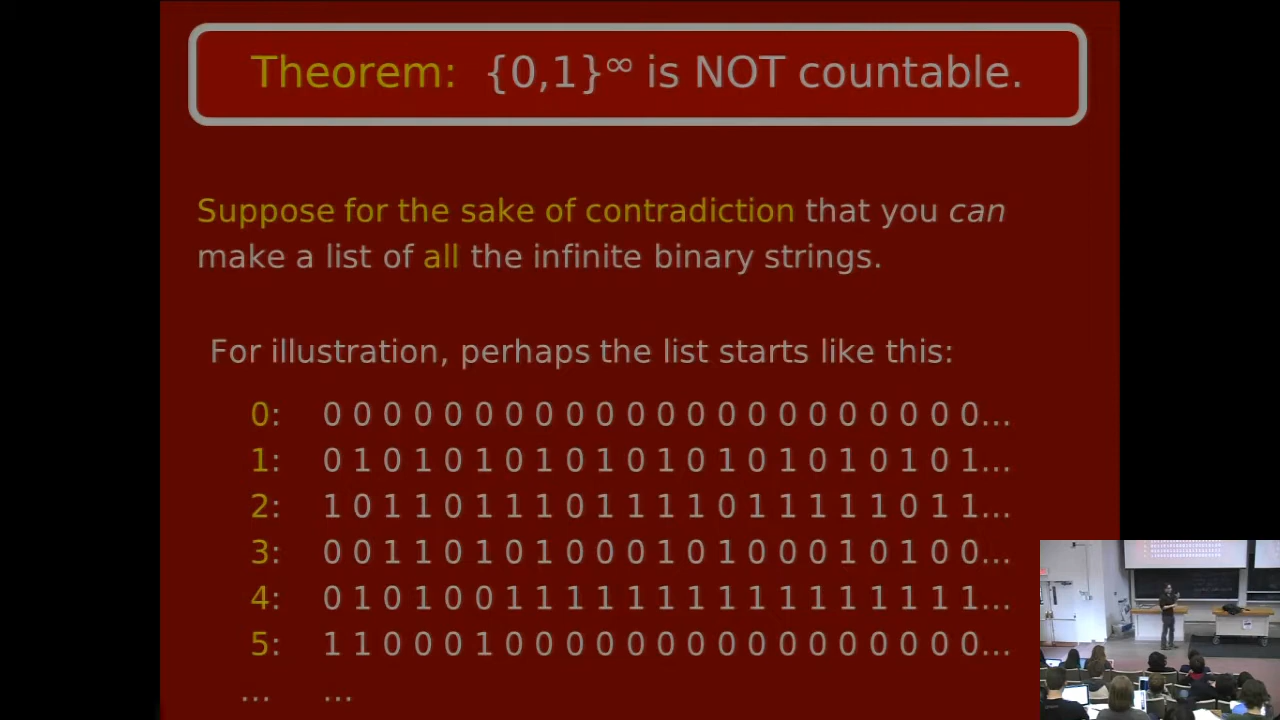 Theorem: {0,1}∞ is NOT countable.
Suppose for the sake of contradiction that you can
make a list of all the infinite binary strings.
For illustration, perhaps the list starts like this:
0: 0 0 0 0 0 0 0 0 0 0 0 0 0 0 0 0 0 0 0 0 0 0...
1: 0 1 0 1 0 1 0 1 0 1 0 1 0 1 0 1 0 1 0 1 0 1...
2: 1 0 1 1 0 1 1 1 0 1 1 1 1 0 1 1 1 1 1 0 1 1...
3: 0 0 1 1 0 1 0 1 0 0 0 1 0 1 0 0 0 1 0 1 0 0...
4: 0 1 0 1 0 0 1 1 1 1 1 1 1 1 1 1 1 1 1 1 1 1...
5: 1 1 0 0 0 1 0 0 0 0 0 0 0 0 0 0 0 0 0 0 0 0...
... ...